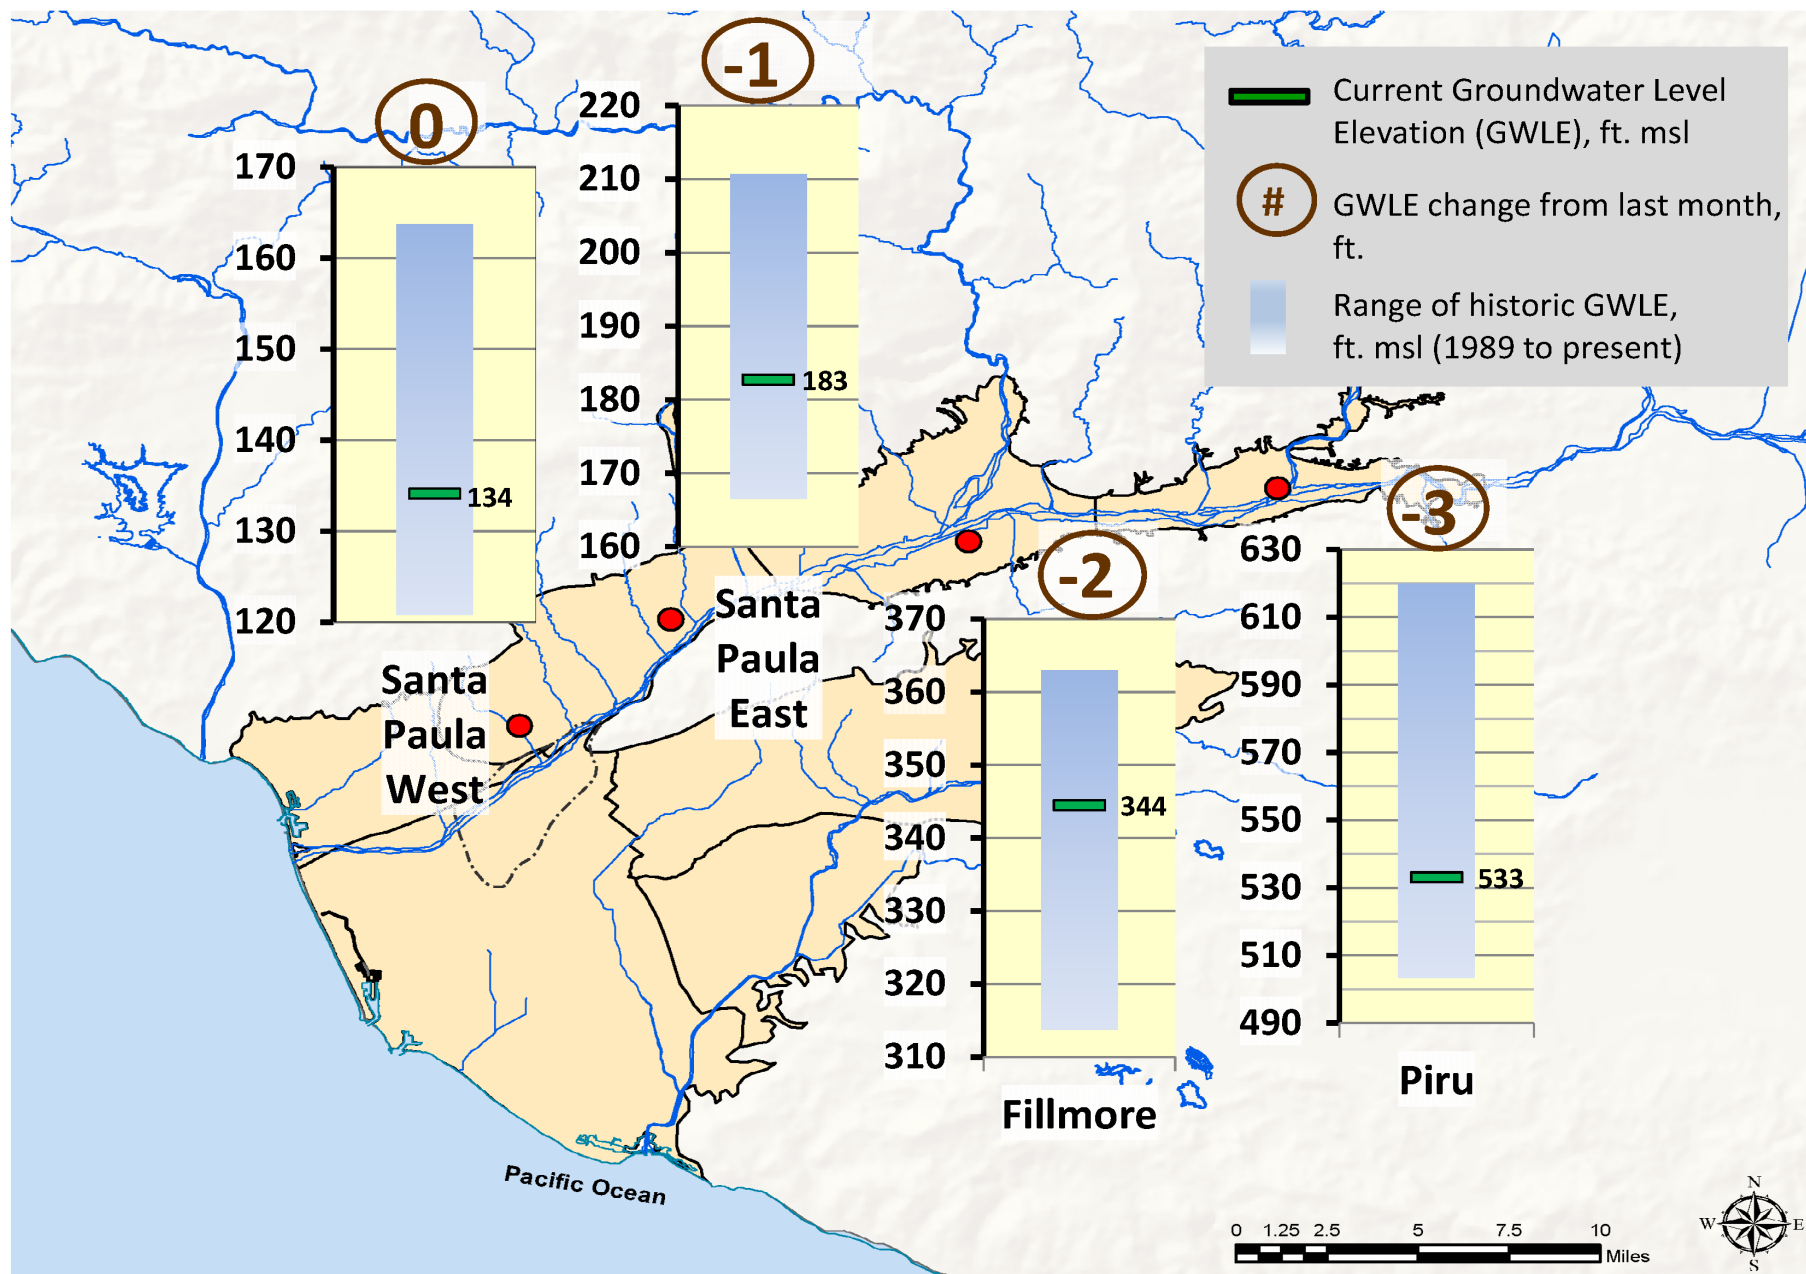 0
170
160
150
140
130
120
134
Santa
Paula
West
-1
220
210
200
190
180
170
160
183
Santa
Paula
East
-2
370
360
350
340
330
320
310
344
Fillmore
-3
630
610
590
570
550
530
510
490
533
Piru
Current Groundwater Level
Elevation (GWLE), ft. msl
#
GWLE change from last month,
ft.
Range of historic GWLE,
ft. msl (1989 to present)
Pacific Ocean
0 1.25 2.5 5 7.5 10
Miles
N
W E
S